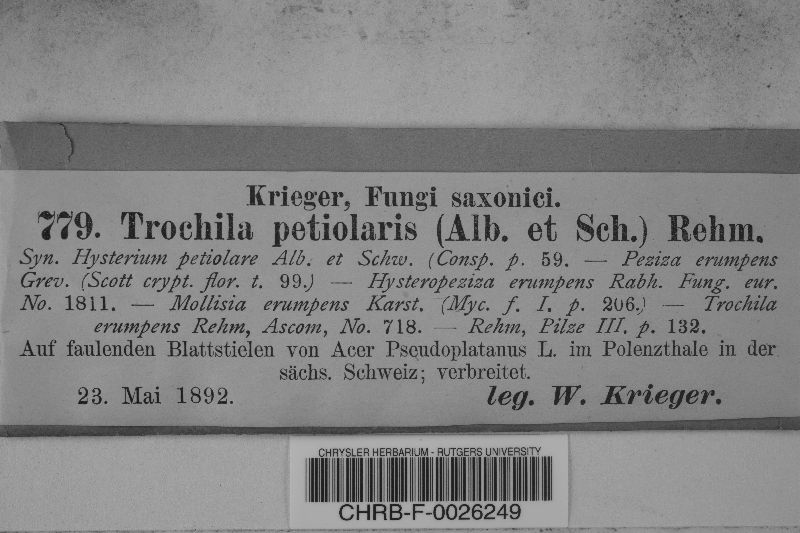 Krieger, Fungi saxonici.
779. Trochila petiolaris (Alb. et Sch.) Rehm.
Syn. Hysterium petiolare Alb. et Schw. (Consp. p. 59. — Peziza erumpens
Grev. (Scott crypt. flor. t. 99.) — Hysteropeziza erumpens Rabh. Fung. eur.
No. 1811. — Mollisia erumpens Karst. (Myc. f. I. p. 206.) — Trochila
erumpens Rehm, Ascom, No. 718. — Rehm, Pilze III. p. 132.
Auf faulenden Blattstielen von Acer Pseudoplatanus L. im Polenzthale in der
sächs. Schweiz; verbreitet.
23. Mai 1892. leg. W. Krieger.
CHRYSLER HERBARIUM - RUTGERS UNIVERSITY
CHRB-F-0026249